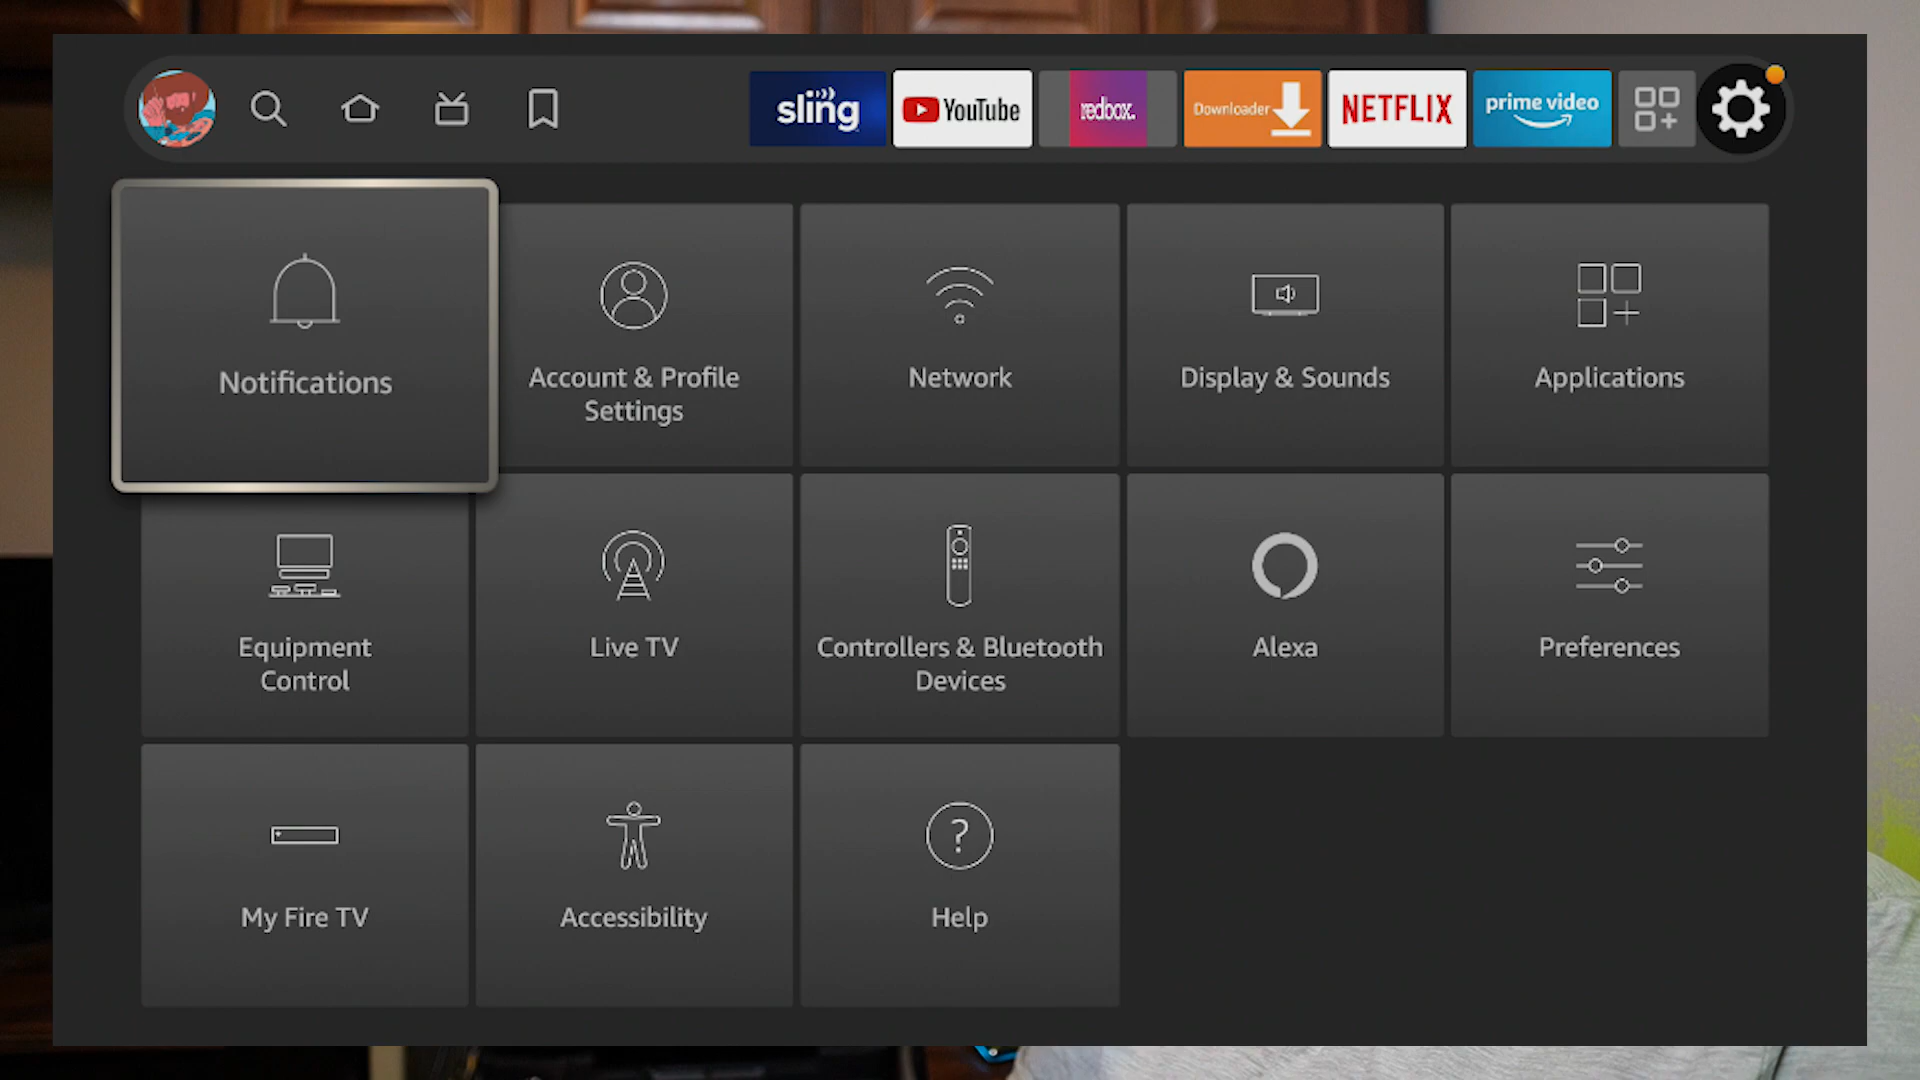 sling
YouTube
redbox.
Downloader
NETFLIX
prime video
Notifications
Account & Profile
Settings
Network
Display & Sounds
Applications
Equipment
Control
Live TV
Controllers & Bluetooth
Devices
Alexa
Preferences
My Fire TV
Accessibility
?
Help